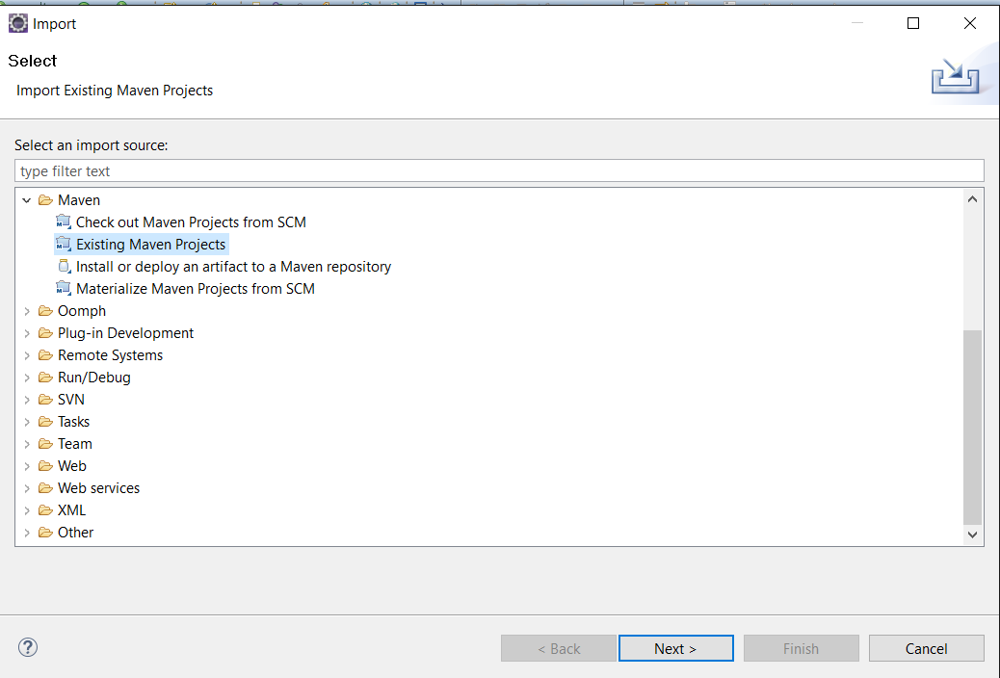 Import
Select
Import Existing Maven Projects
Select an import source:
type filter text
Maven
Check out Maven Projects from SCM
Existing Maven Projects
Install or deploy an artifact to a Maven repository
Materialize Maven Projects from SCM
Oomph
Plug-in Development
Remote Systems
Run/Debug
SVN
Tasks
Team
Web
Web services
XML
Other
? < Back Next > Finish Cancel